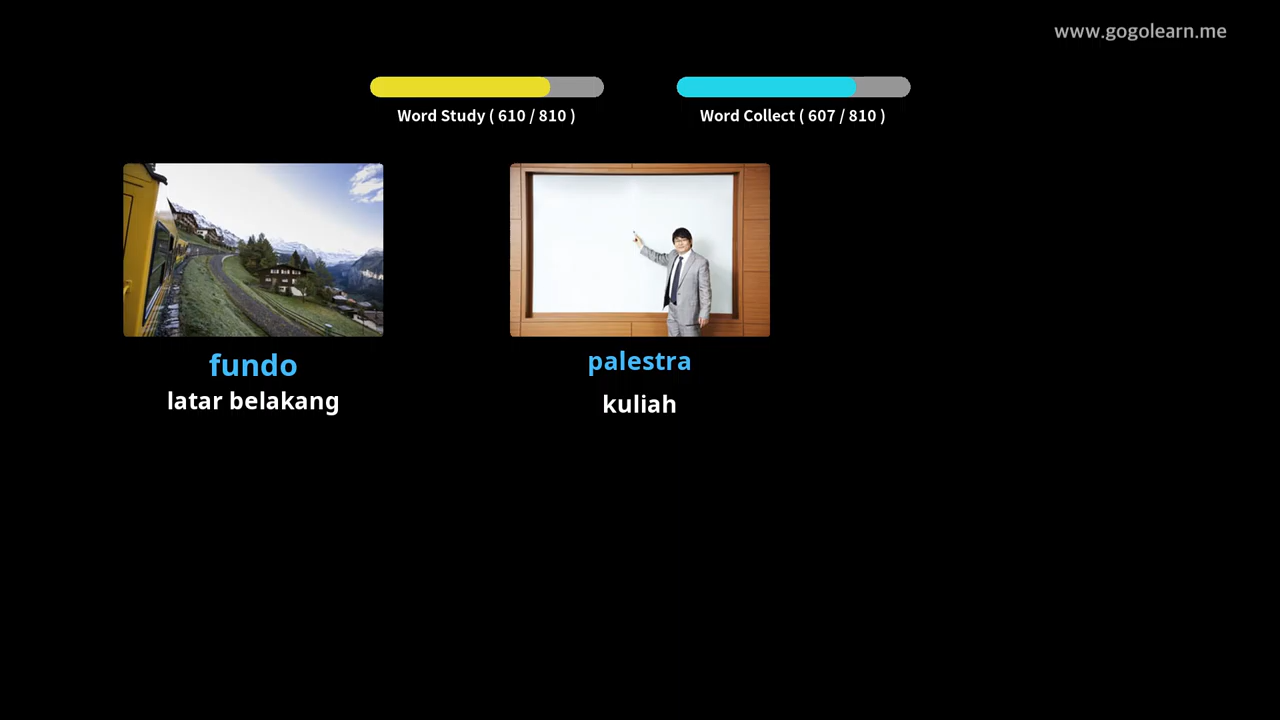 www.gogolearn.me
Word Study ( 610 / 810 )
Word Collect ( 607 / 810 )
fundo
latar belakang
palestra
kuliah